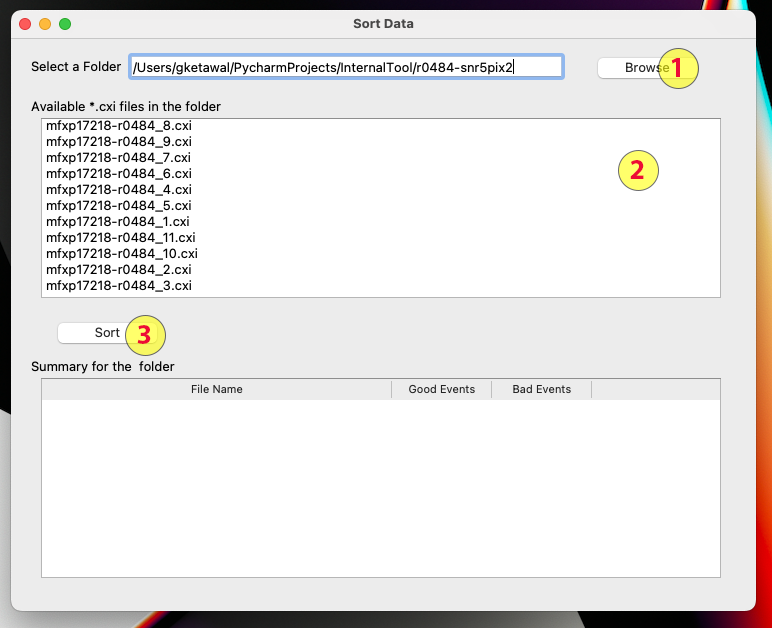 Sort Data
Select a Folder /Users/gketawal/PycharmProjects/InternalTool/r0484-snr5pix2 Browse 1
Available *.cxi files in the folder
mfxp17218-r0484_8.cxi
mfxp17218-r0484_9.cxi
mfxp17218-r0484_7.cxi
mfxp17218-r0484_6.cxi
2
mfxp17218-r0484_4.cxi
mfxp17218-r0484_5.cxi
mfxp17218-r0484_1.cxi
mfxp17218-r0484_11.cxi
mfxp17218-r0484_10.cxi
mfxp17218-r0484_2.cxi
mfxp17218-r0484_3.cxi
Sort 3
Summary for the  folder
File Name Good Events Bad Events